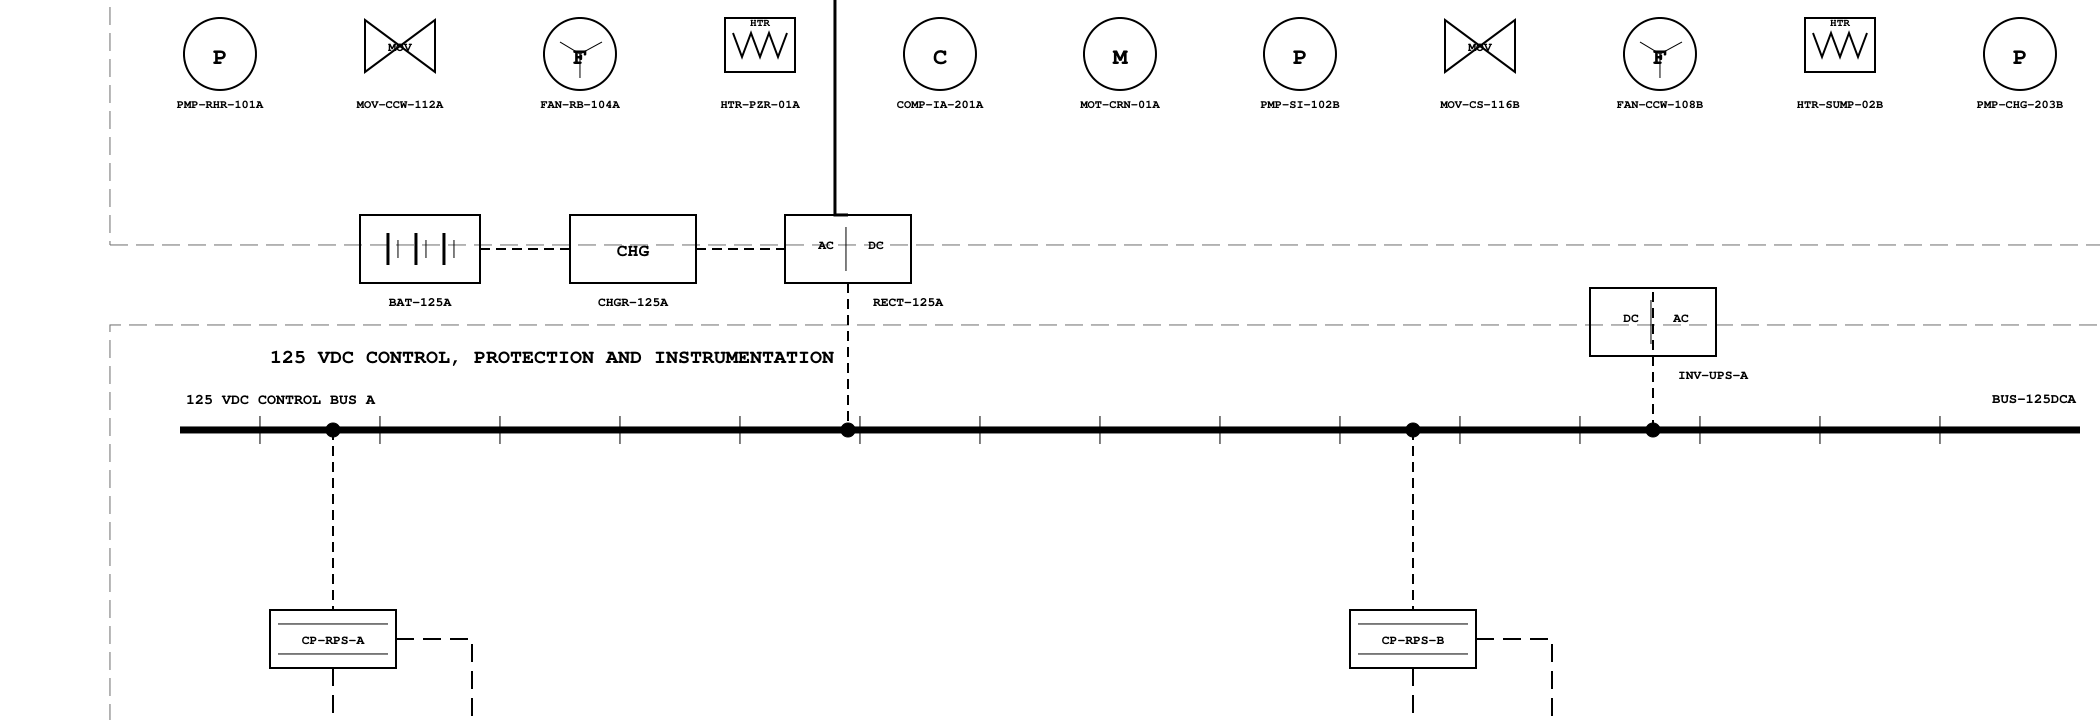 P MOV F HTR C M P MOV F HTR P
PMP-RHR-101A MOV-CCW-112A FAN-RB-104A HTR-PZR-01A COMP-IA-201A MOT-CRN-01A PMP-SI-102B MOV-CS-116B FAN-CCW-108B HTR-SUMP-02B PMP-CHG-203B
CHG AC DC
BAT-125A CHGR-125A RECT-125A
DC AC
125 VDC CONTROL, PROTECTION AND INSTRUMENTATION
INV-UPS-A
125 VDC CONTROL BUS A BUS-125DCA
CP-RPS-A CP-RPS-B